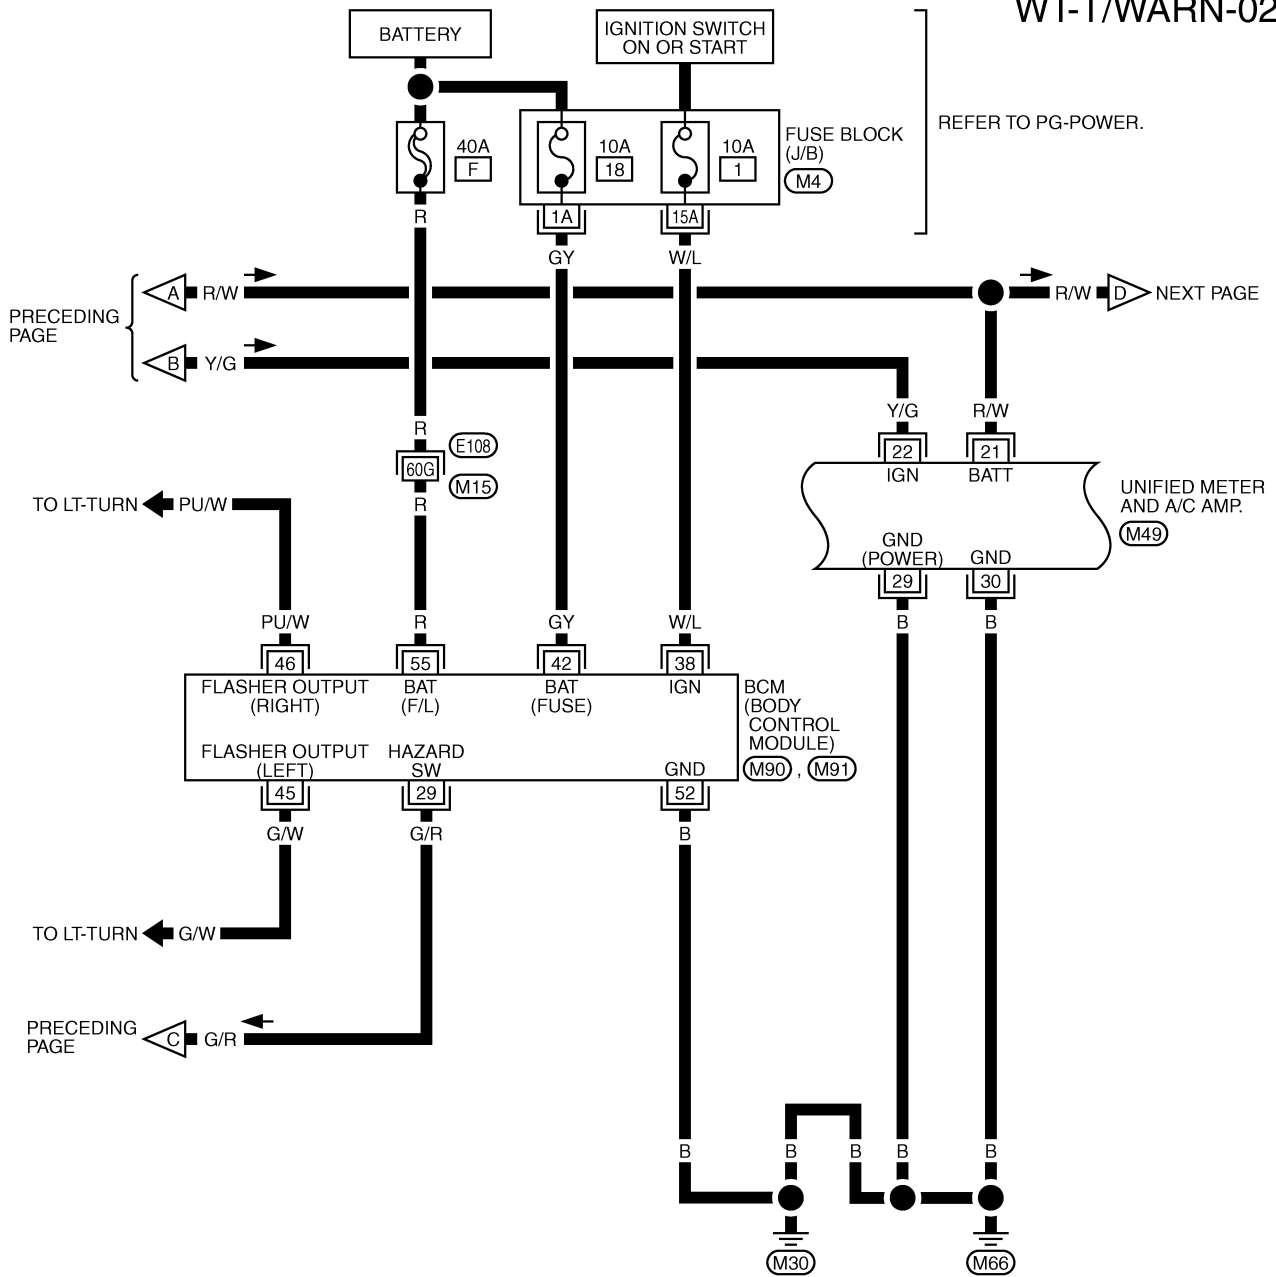 WT-T/WARN-02
BATTERY
IGNITION SWITCH
ON OR START
REFER TO PG-POWER.
40A
F
10A
18
10A
1
FUSE BLOCK
(J/B)
M4
R
1A
15A
GY
W/L
PRECEDING
PAGE
A
R/W
R/W
D
NEXT PAGE
B
Y/G
Y/G
R/W
R
E108
60G
M15
R
22
21
IGN
BATT
UNIFIED METER
AND A/C AMP.
M49
GND
(POWER)
GND
29
30
B
B
TO LT-TURN
PU/W
PU/W
R
GY
W/L
46
55
42
38
FLASHER OUTPUT
(RIGHT)
BAT
(F/L)
BAT
(FUSE)
IGN
BCM
(BODY
CONTROL
MODULE)
M90 , M91
FLASHER OUTPUT
(LEFT)
HAZARD
SW
GND
45
29
52
G/W
G/R
B
TO LT-TURN
G/W
PRECEDING
PAGE
C
G/R
B
B
B
B
B
M30
M66